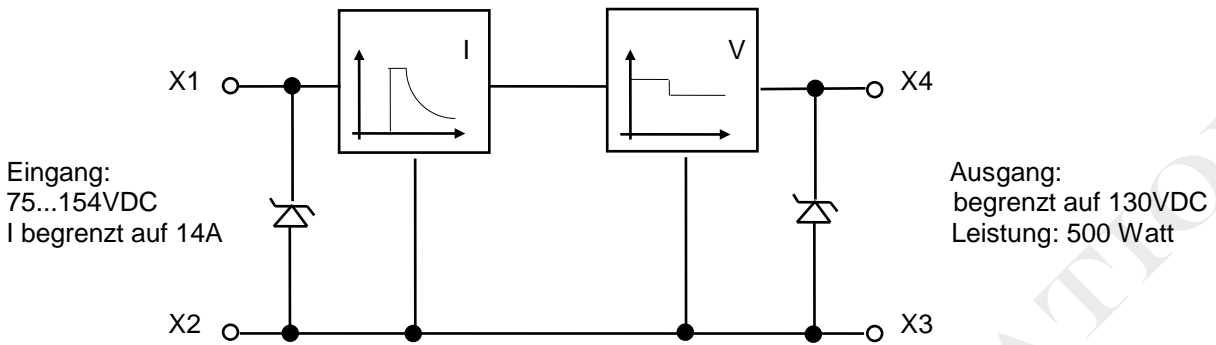 I
V
X1
X4
Eingang:
75...154VDC
I begrenzt auf 14A
Ausgang:
begrenzt auf 130VDC
Leistung: 500 Watt
X2
X3